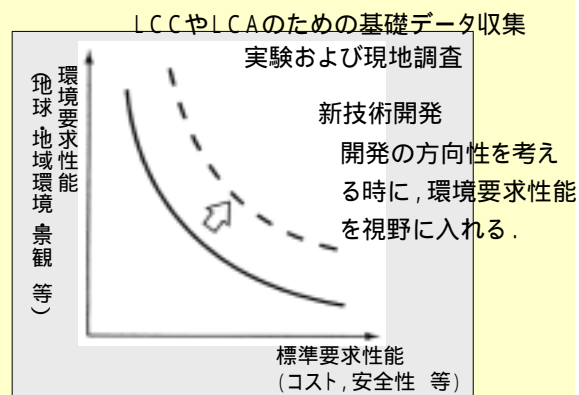 LCCやLCAのための基礎データ収集
実験および現地調査
新技術開発
開発の方向性を考え
る時に,環境要求性能
を視野に入れる.
環境要求性能
(地球・地域環境、景観 等)
標準要求性能
(コスト,安全性 等)